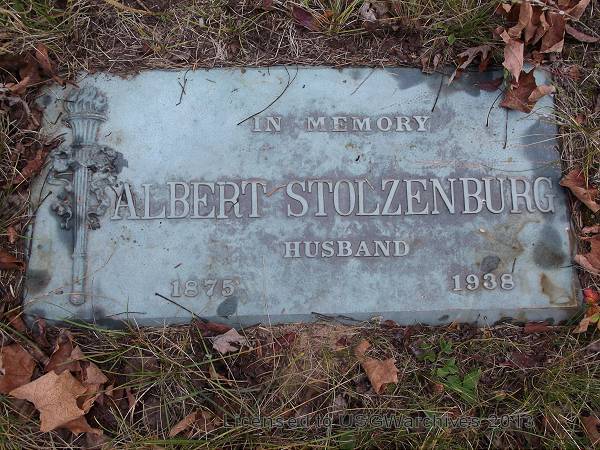 IN MEMORY
ALBERT STOLZENBURG
HUSBAND
1875 1938
Licensed to USGWarchives 2013